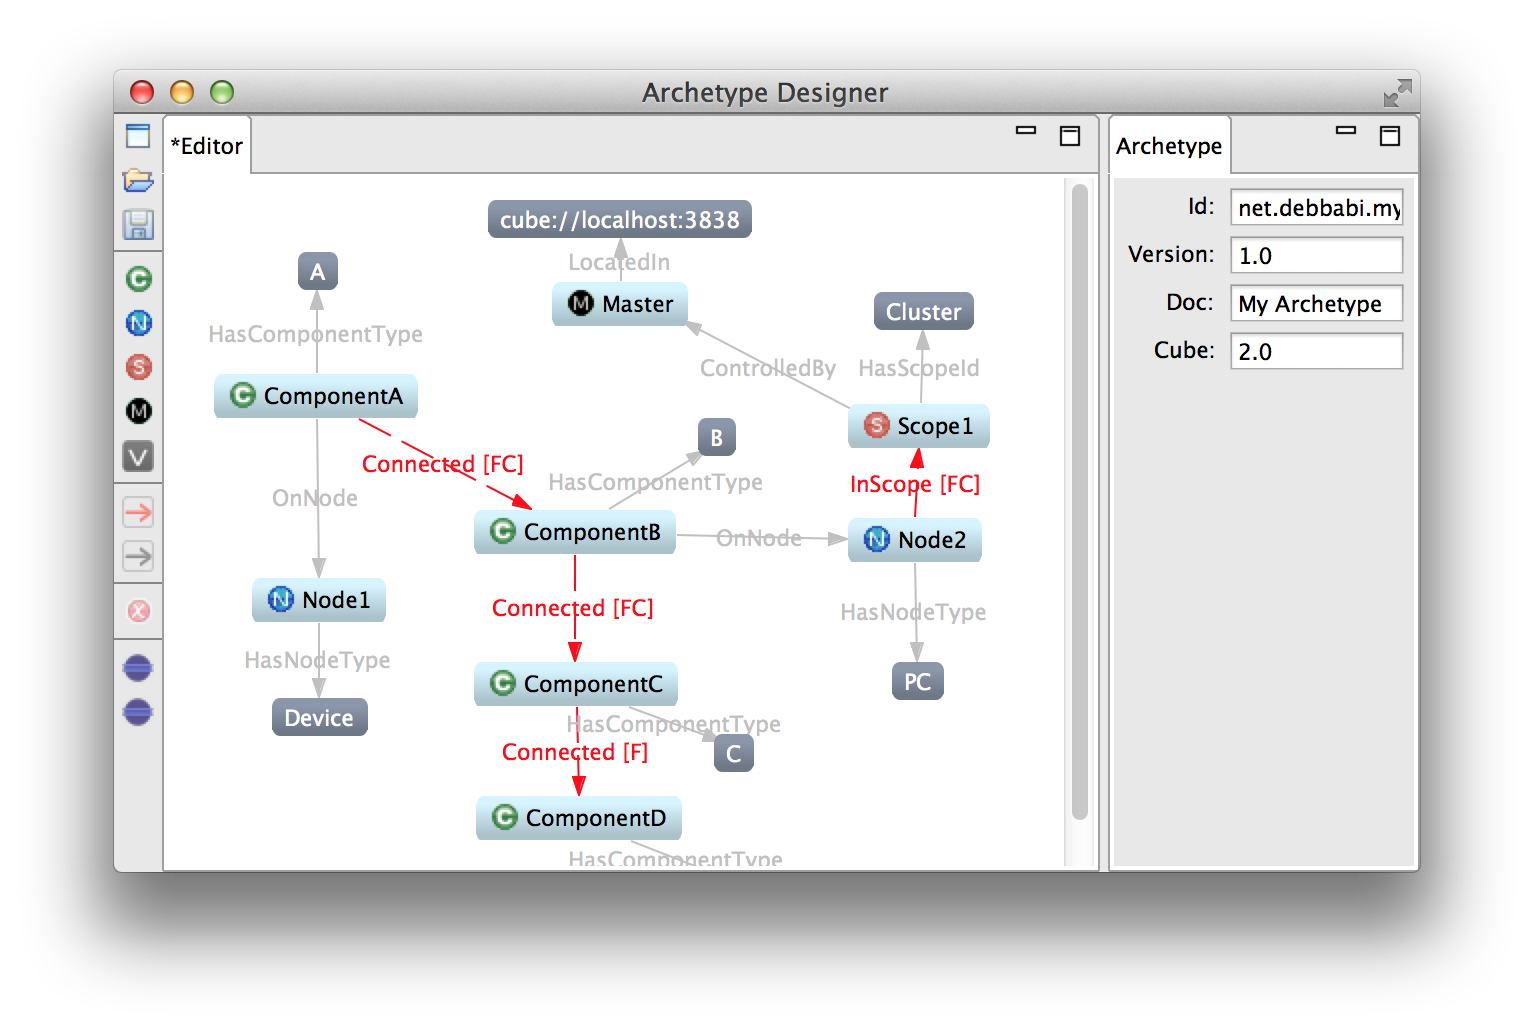 Archetype Designer
*Editor
Archetype
cube://localhost:3838
LocatedIn
M Master
A
HasComponentType
C ComponentA
Cluster
ControlledBy
HasScopeId
S Scope1
B
Connected [FC]
HasComponentType
InScope [FC]
OnNode
C ComponentB
OnNode
N Node2
N Node1
Connected [FC]
HasNodeType
HasNodeType
C ComponentC
PC
Device
HasComponentType
Connected [F]
C
C ComponentD
HasComponentType
C
N
S
M
V
Id: net.debbabi.my
Version: 1.0
Doc: My Archetype
Cube: 2.0